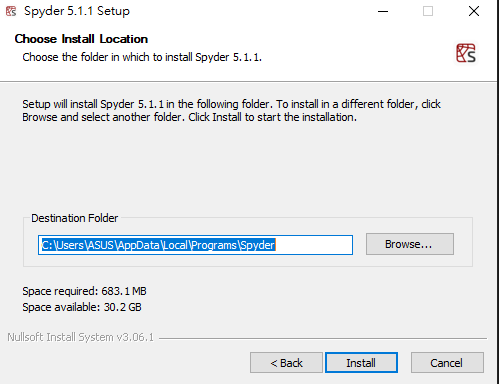 Spyder 5.1.1 Setup
Choose Install Location
Choose the folder in which to install Spyder 5.1.1.
Setup will install Spyder 5.1.1 in the following folder. To install in a different folder, click
Browse and select another folder. Click Install to start the installation.
Destination Folder
C:\Users\ASUS\AppData\Local\Programs\Spyder
Browse...
Space required: 683.1 MB
Space available: 30.2 GB
Nullsoft Install System v3.06.1
< Back
Install
Cancel